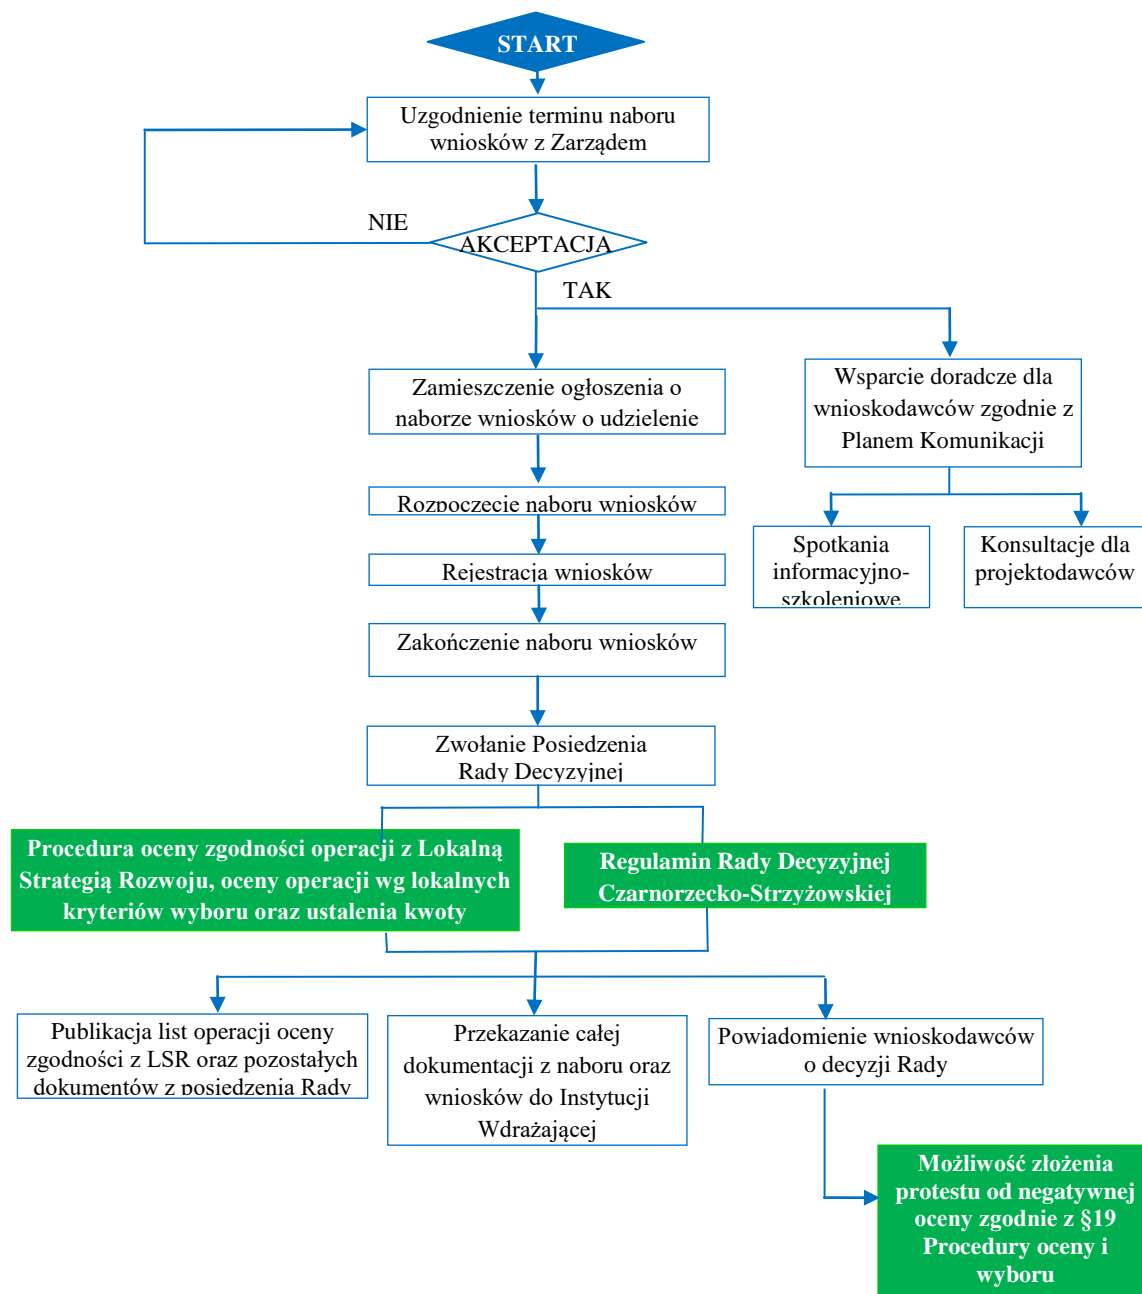 START
Uzgodnienie terminu naboru
wniosków z Zarządem
NIE
AKCEPTACJA
TAK
Zamieszczenie ogłoszenia o
naborze wniosków o udzielenie
Wsparcie doradcze dla
wnioskodawców zgodnie z
Planem Komunikacji
Rozpoczęcie naboru wniosków
Rejestracja wniosków
Spotkania
informacyjno-
szkoleniowe
Konsultacje dla
projektodawców
Zakończenie naboru wniosków
Zwołanie Posiedzenia
Rady Decyzyjnej
Procedura oceny zgodności operacji z Lokalną
Strategią Rozwoju, oceny operacji wg lokalnych
kryteriów wyboru oraz ustalenia kwoty
Regulamin Rady Decyzyjnej
Czarnorzecko-Strzyżowskiej
Publikacja list operacji oceny
zgodności z LSR oraz pozostałych
dokumentów z posiedzenia Rady
Przekazanie całej
dokumentacji z naboru oraz
wniosków do Instytucji
Wdrażającej
Powiadomienie wnioskodawców
o decyzji Rady
Możliwość złożenia
protestu od negatywnej
oceny zgodnie z §19
Procedury oceny i
wyboru